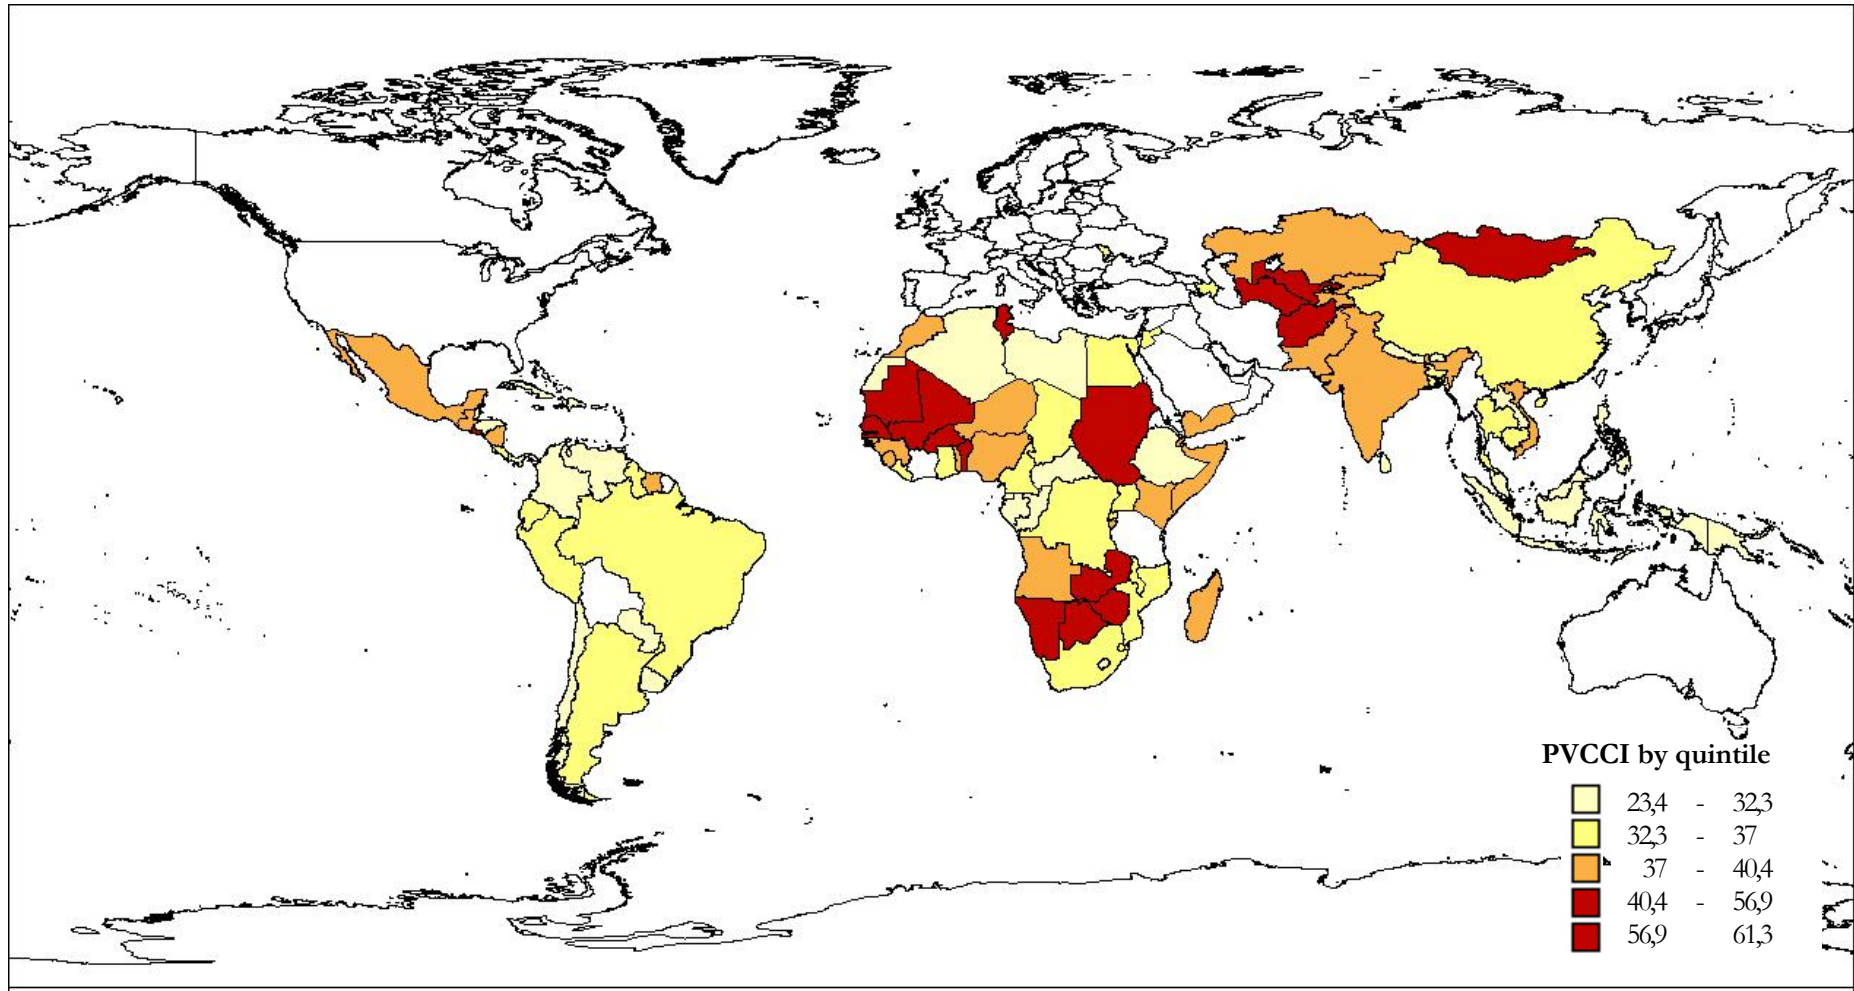 PVCCI by quintile
23,4 - 32,3
32,3 - 37
37 - 40,4
40,4 - 56,9
56,9 61,3